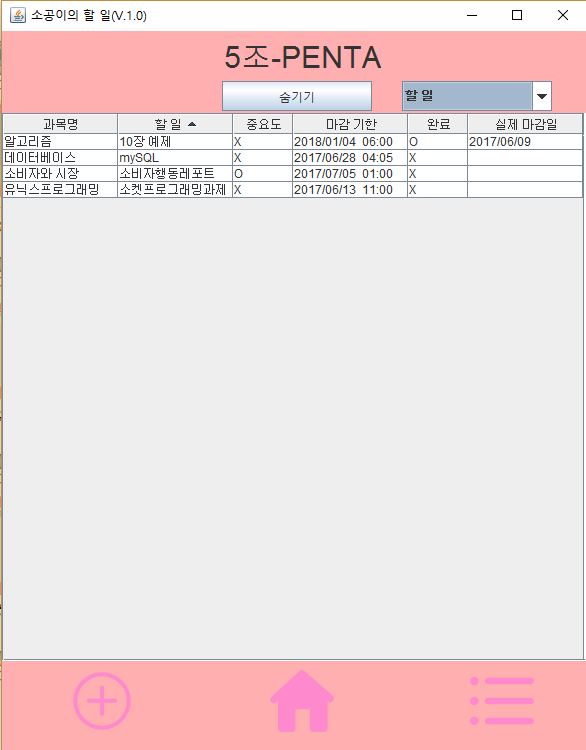 소공이의 할 일(V.1.0)
5조-PENTA
숨기기 할 일
과목명 할 일 중요도 마감 기한 완료 실제 마감일
알고리즘 10장 예제 X 2018/01/04 06:00 O 2017/06/09
데이터베이스 mySQL X 2017/06/28 04:05 X
소비자와 시장 소비자행동레포트 O 2017/07/05 01:00 X
유닉스프로그래밍 소켓프로그래밍과제 X 2017/06/13 11:00 X